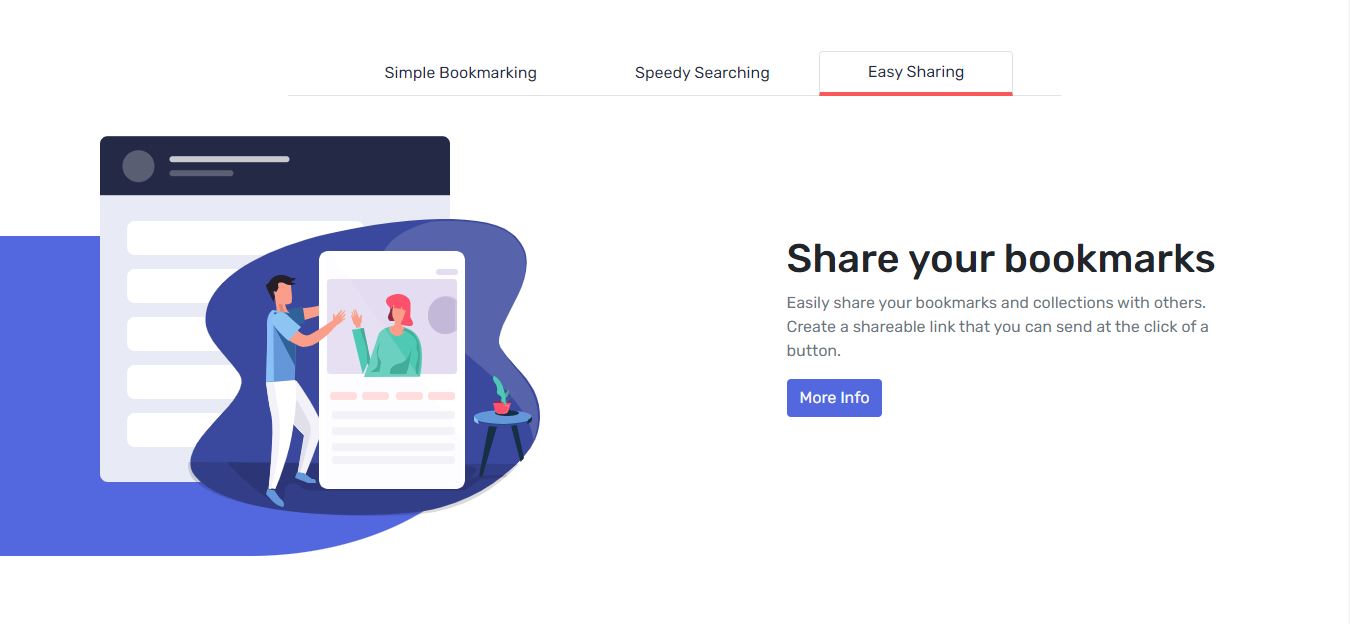 Simple Bookmarking
Speedy Searching
Easy Sharing
Share your bookmarks
Easily share your bookmarks and collections with others.
Create a shareable link that you can send at the click of a
button.
More Info